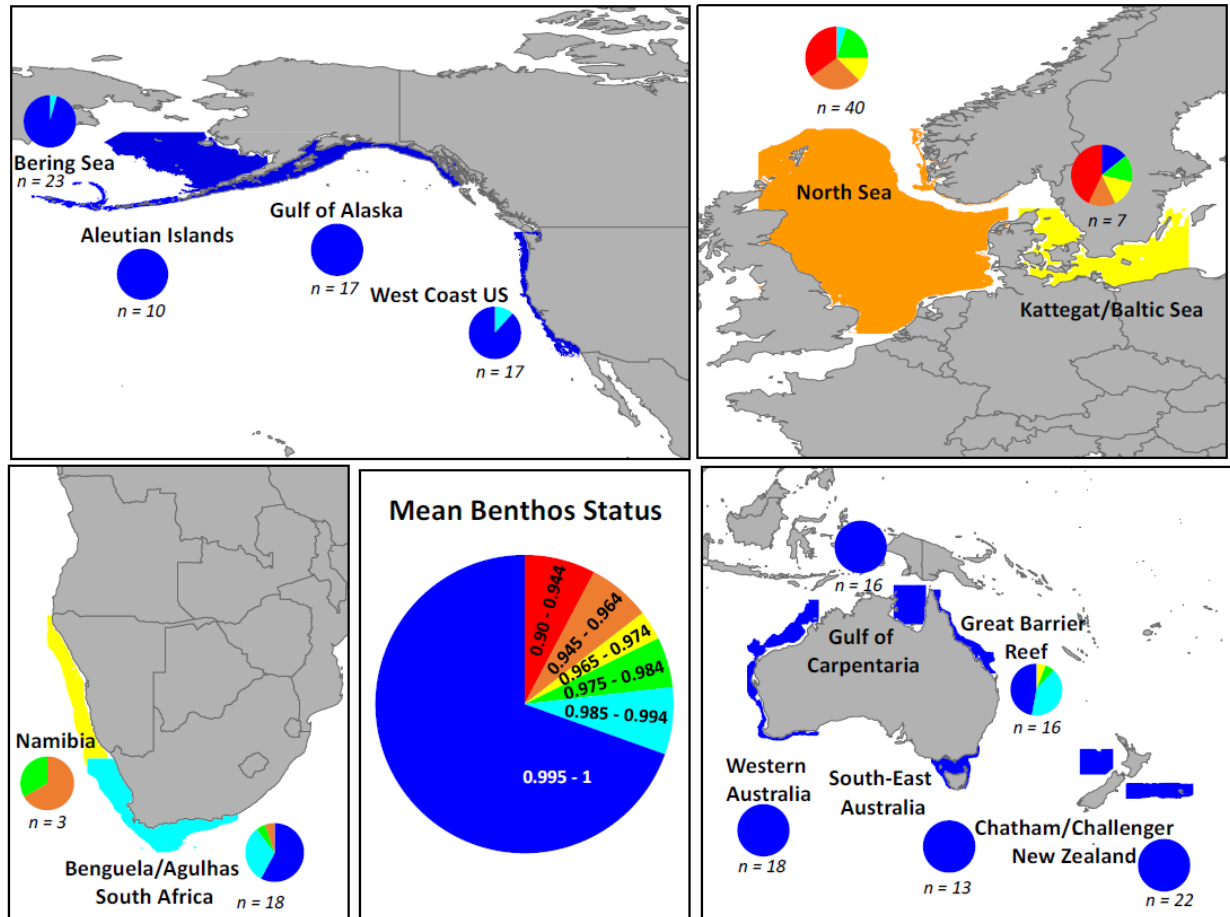 Bering Sea
n = 23
Aleutian Islands
n = 10
Gulf of Alaska
n = 17
West Coast US
n = 17
n = 40
North Sea
n = 7
Kattegat/Baltic Sea
Namibia
n = 3
Benguela/Agulhas
South Africa
n = 18
Mean Benthos Status
0.90 - 0.944
0.945 - 0.964
0.965 - 0.974
0.975 - 0.984
0.985 - 0.994
0.995 - 1
n = 16
Gulf of
Carpentaria
Great Barrier
Reef
n = 16
Western
Australia
n = 18
South-East
Australia
n = 13
Chatham/Challenger
New Zealand
n = 22